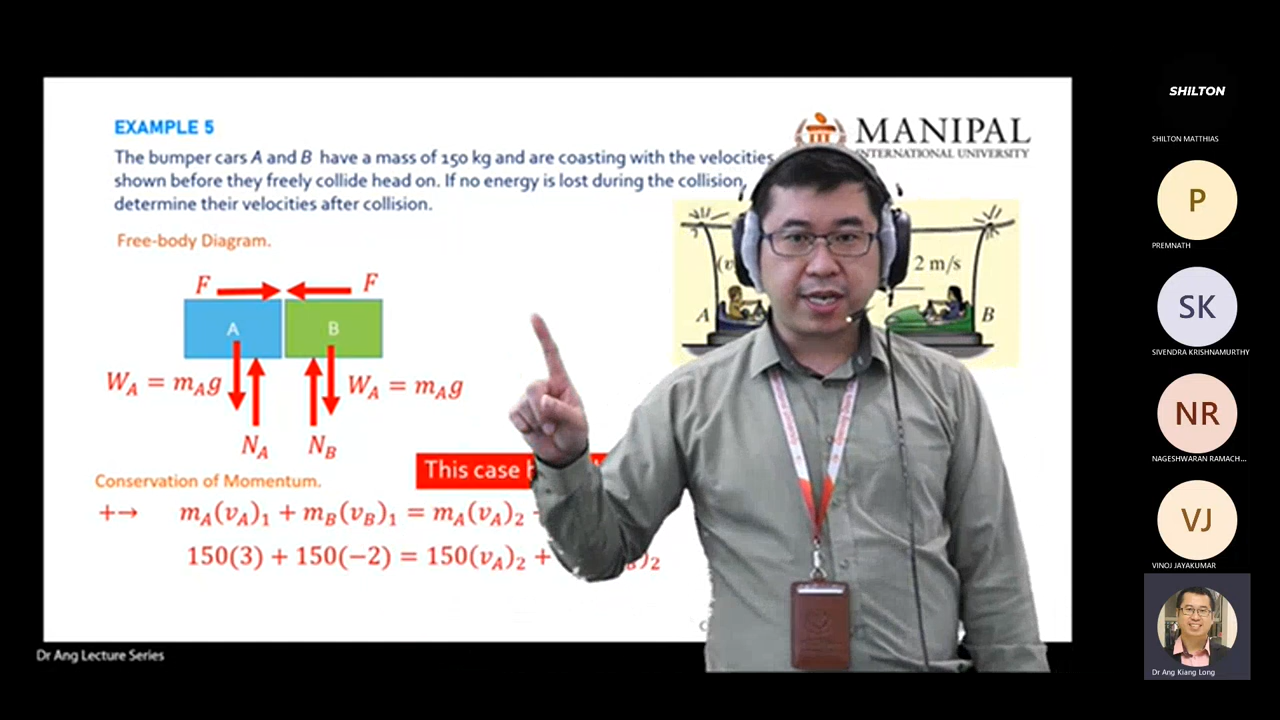 EXAMPLE 5
MANIPAL
INTERNATIONAL UNIVERSITY
The bumper cars A and B have a mass of 150 kg and are coasting with the velocities
shown before they freely collide head on. If no energy is lost during the collision,
determine their velocities after collision.
Free-body Diagram.
F F
A B
W_A = m_A g W_A = m_A g
N_A N_B
2 m/s
A B
This case
Conservation of Momentum.
+→ m_A(v_A)_1 + m_B(v_B)_1 = m_A(v_A)_2
150(3) + 150(−2) = 150(v_A)_2 +
Dr Ang Lecture Series
SHILTON
SHILTON MATTHIAS
P
PREMNATH
SK
SIVENDRA KRISHNAMURTHY
NR
NAGESHWARAN RAMACH...
VJ
VINOJ JAYAKUMAR
Dr Ang Kiang Long